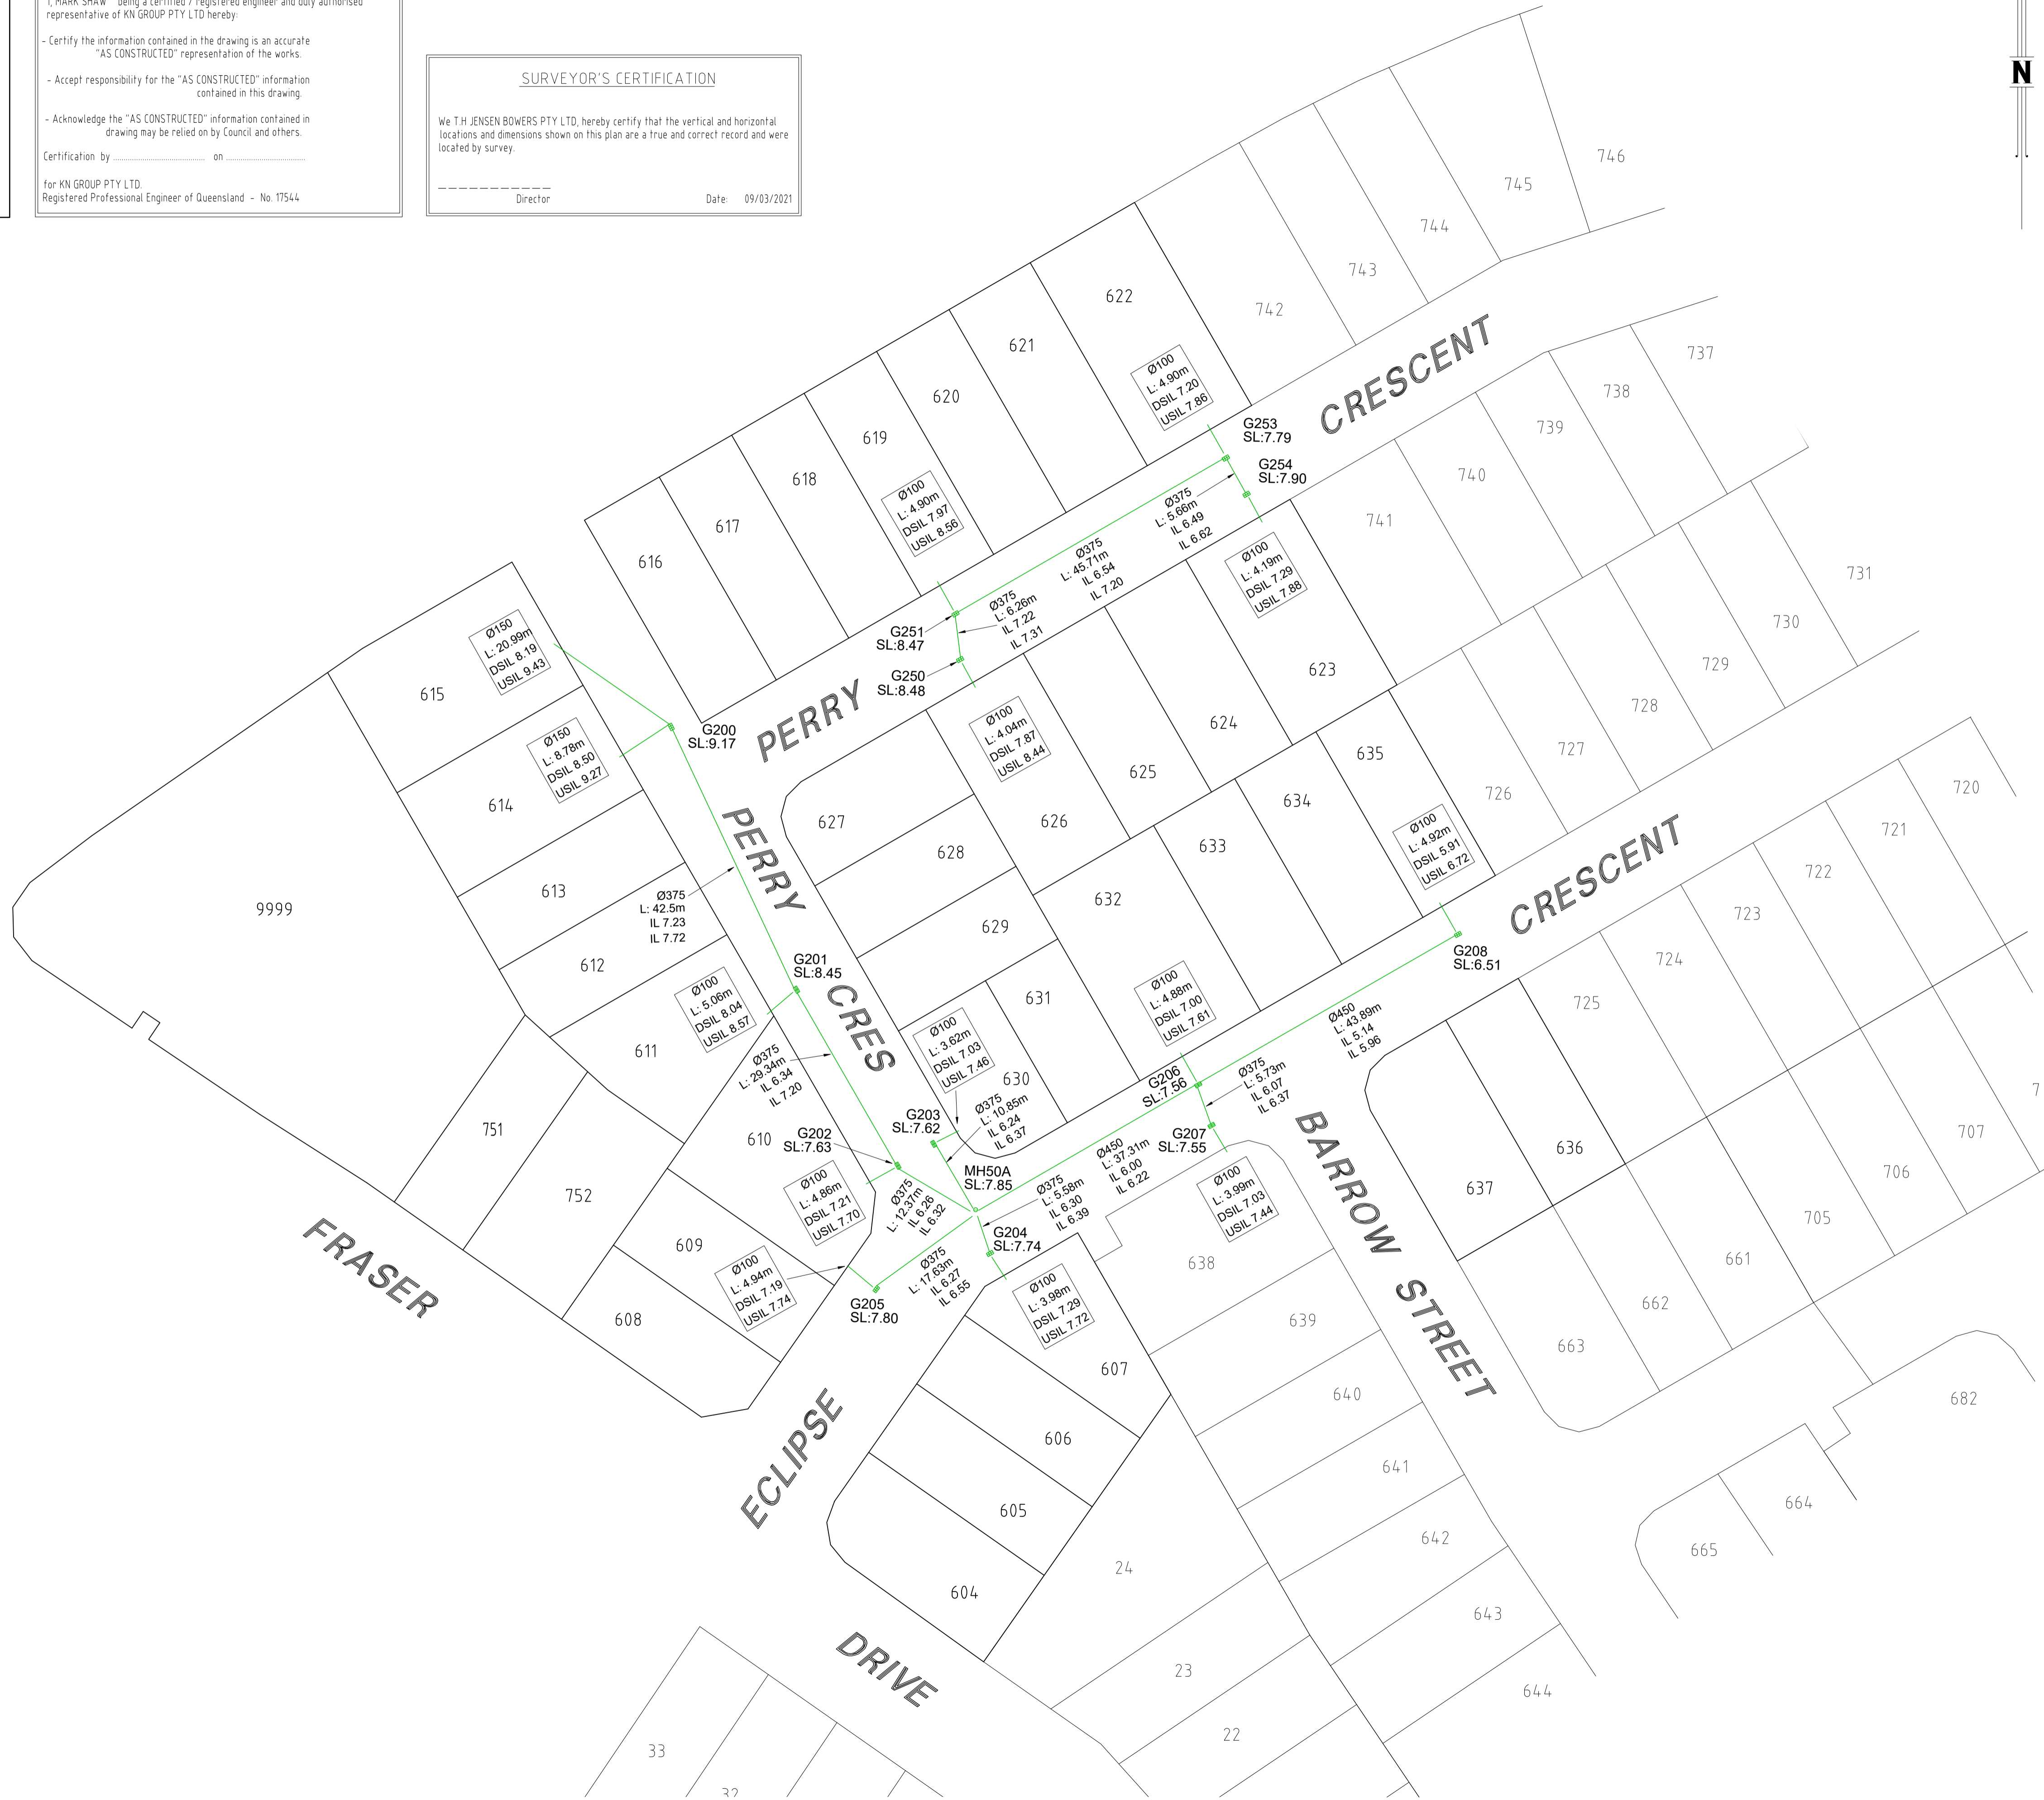 I, MARK SHAW being a certified / registered engineer and duly authorised
representative of KN GROUP PTY LTD hereby:
- Certify the information contained in the drawing is an accurate
"AS CONSTRUCTED" representation of the works.
- Accept responsibility for the "AS CONSTRUCTED" information
contained in this drawing.
- Acknowledge the "AS CONSTRUCTED" information contained in
drawing may be relied on by Council and others.
Certification by ............................................ on ......................................
for KN GROUP PTY LTD.
Registered Professional Engineer of Queensland - No. 17544
SURVEYOR'S CERTIFICATION
We T.H JENSEN BOWERS PTY LTD, hereby certify that the vertical and horizontal
locations and dimensions shown on this plan are a true and correct record and were
located by survey.
Director
Date: 09/03/2021
N
746
745
744
743
742
622
621
620
619
618
617
616
CRESCENT
737
738
739
740
741
Ø100
L: 4.90m
DSIL 7.20
USIL 7.86
G253
SL:7.79
G254
SL:7.90
Ø100
L: 4.90m
DSIL 7.97
USIL 8.56
Ø375
L: 5.66m
IL 6.49
IL 6.62
Ø375
L: 45.71m
IL 6.54
IL 7.20
Ø100
L: 4.19m
DSIL 7.29
USIL 7.88
Ø375
L: 6.26m
IL 7.22
IL 7.31
G251
SL:8.47
G250
SL:8.48
731
730
729
728
727
726
Ø150
L: 20.99m
DSIL 8.19
USIL 9.43
615
G200
SL:9.17
PERRY
Ø100
L: 4.04m
DSIL 7.87
USIL 8.44
623
624
625
626
Ø150
L: 8.78m
DSIL 8.50
USIL 9.27
614
627
628
629
635
634
633
632
631
630
720
721
722
723
724
725
PERRY
CRES
613
612
611
9999
Ø375
L: 42.5m
IL 7.23
IL 7.72
Ø100
L: 4.92m
DSIL 5.91
USIL 6.72
CRESCENT
G208
SL:6.51
G201
SL:8.45
Ø100
L: 5.06m
DSIL 8.04
USIL 8.57
Ø100
L: 4.88m
DSIL 7.00
USIL 7.61
Ø450
L: 43.89m
IL 5.14
IL 5.96
Ø100
L: 3.62m
DSIL 7.03
USIL 7.46
Ø375
L: 29.34m
IL 6.34
IL 7.20
G206
SL:7.56
Ø375
L: 5.73m
IL 6.07
IL 6.37
Ø375
L: 10.85m
IL 6.24
IL 6.37
G203
SL:7.62
G202
SL:7.63
G207
SL:7.55
7
751
752
610
636
637
707
706
705
661
662
663
BARROW
STREET
Ø100
L: 4.86m
DSIL 7.21
USIL 7.70
MH50A
SL:7.85
Ø450
L: 37.31m
IL 6.00
IL 6.22
Ø375
L: 12.37m
IL 6.26
IL 6.32
Ø375
L: 5.58m
IL 6.30
IL 6.39
Ø100
L: 3.99m
DSIL 7.03
USIL 7.44
G204
SL:7.74
609
608
Ø100
L: 4.94m
DSIL 7.19
USIL 7.74
G205
SL:7.80
Ø375
L: 17.63m
IL 6.27
IL 6.55
Ø100
L: 3.98m
DSIL 7.29
USIL 7.72
FRASER
638
639
640
641
642
643
644
607
606
605
604
682
664
665
ECLIPSE
DRIVE
24
23
22
33
32